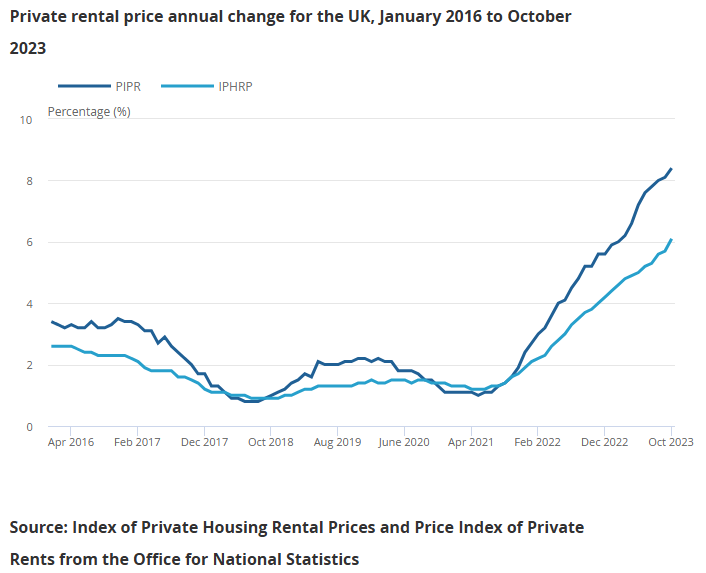 Private rental price annual change for the UK, January 2016 to October
2023
PIPR IPHRP
Percentage (%)
10
8
6
4
2
0
Apr 2016 Feb 2017 Dec 2017 Oct 2018 Aug 2019 June 2020 Apr 2021 Feb 2022 Dec 2022 Oct 2023
Source: Index of Private Housing Rental Prices and Price Index of Private
Rents from the Office for National Statistics